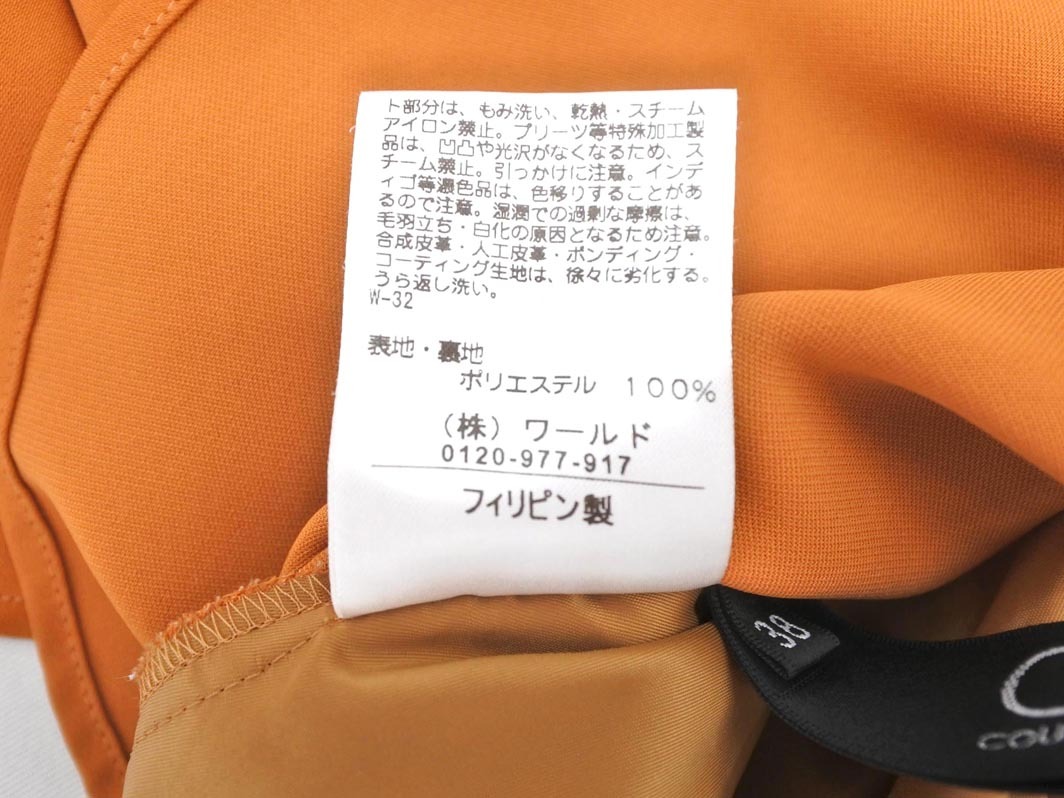 ト部分は、もみ洗い、乾熱・スチーム
アイロン禁止。プリーツ等特殊加工製
品は、凹凸や光沢がなくなるため、ス
チーム禁止。引っかけに注意。インデ
ィゴ等濃色品は、色移りすることがあ
るので注意。湿潤での過剰な摩擦は、
毛羽立ち・白化の原因となるため注意。
合成皮革・人工皮革・ボンディング・
コーティング生地は、徐々に劣化する。
うら返し洗い。
W-32
表地・裏地
ポリエステル 100%
(株) ワールド
0120-977-917
フィリピン製
38
COU